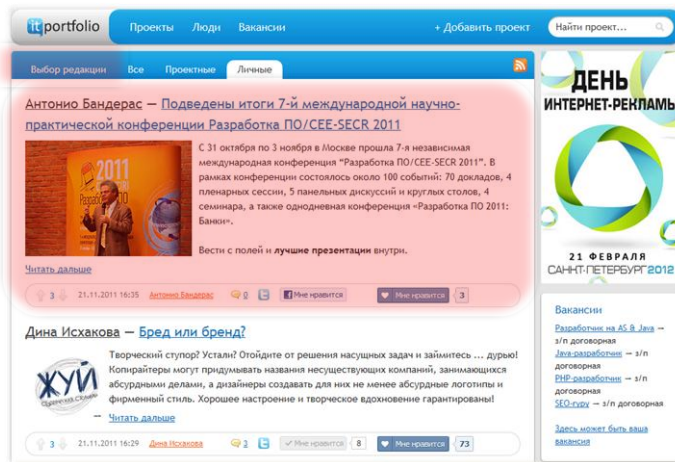 itportfolio
Проекты Люди Вакансии
+ Добавить проект
Найти проект...
Выбор редакции Все Проектные Личные
Антонио Бандерас — Подведены итоги 7-й международной научно-
практической конференции Разработка ПО/CEE-SECR 2011
2011
С 31 октября по 3 ноября в Москве прошла 7-я независимая
международная конференция "Разработка ПО/CEE-SECR 2011". В
рамках конференции состоялось около 100 событий: 70 докладов, 4
пленарных сессии, 5 панельных дискуссий и круглых столов, 4
семинара, а также однодневная конференция «Разработка ПО 2011:
Банки».
Вести с полей и лучшие презентации внутри.
Читать дальше
3 21.11.2011 16:35 Антонио Бандерас 0 Мне нравится Мне нравится 3
Дина Исхакова — Бред или бренд?
ЖУЙ
Творческий ступор? Устали? Отойдите от решения насущных задач и займитесь ... дурью!
Копирайтеры могут придумывать названия несуществующих компаний, занимающихся
абсурдными делами, а дизайнеры создавать для них не менее абсурдные логотипы и
фирменный стиль. Хорошее настроение и творческое вдохновение гарантированы!
— Читать дальше
3 21.11.2011 16:29 Дина Исхакова 2 Мне нравится 8 Мне нравится 73
ДЕНЬ
ИНТЕРНЕТ-РЕКЛАМЫ
21 ФЕВРАЛЯ
САНКТ-ПЕТЕРБУРГ2012
Вакансии
Разработчик на AS & Java — 
з/п договорная
Java-разработчик — з/п
договорная
PHP-разработчик — з/п
договорная
SEO-гуру — з/п договорная
Здесь может быть ваша
вакансия